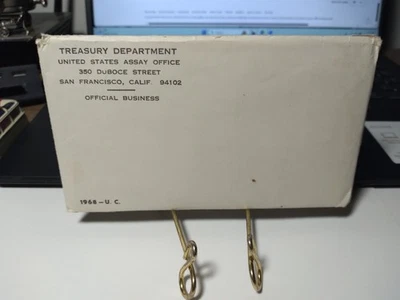 TREASURY DEPARTMENT
UNITED STATES ASSAY OFFICE
350 DUBOCE STREET
SAN FRANCISCO, CALIF. 94102
OFFICIAL BUSINESS
1968—U. C.